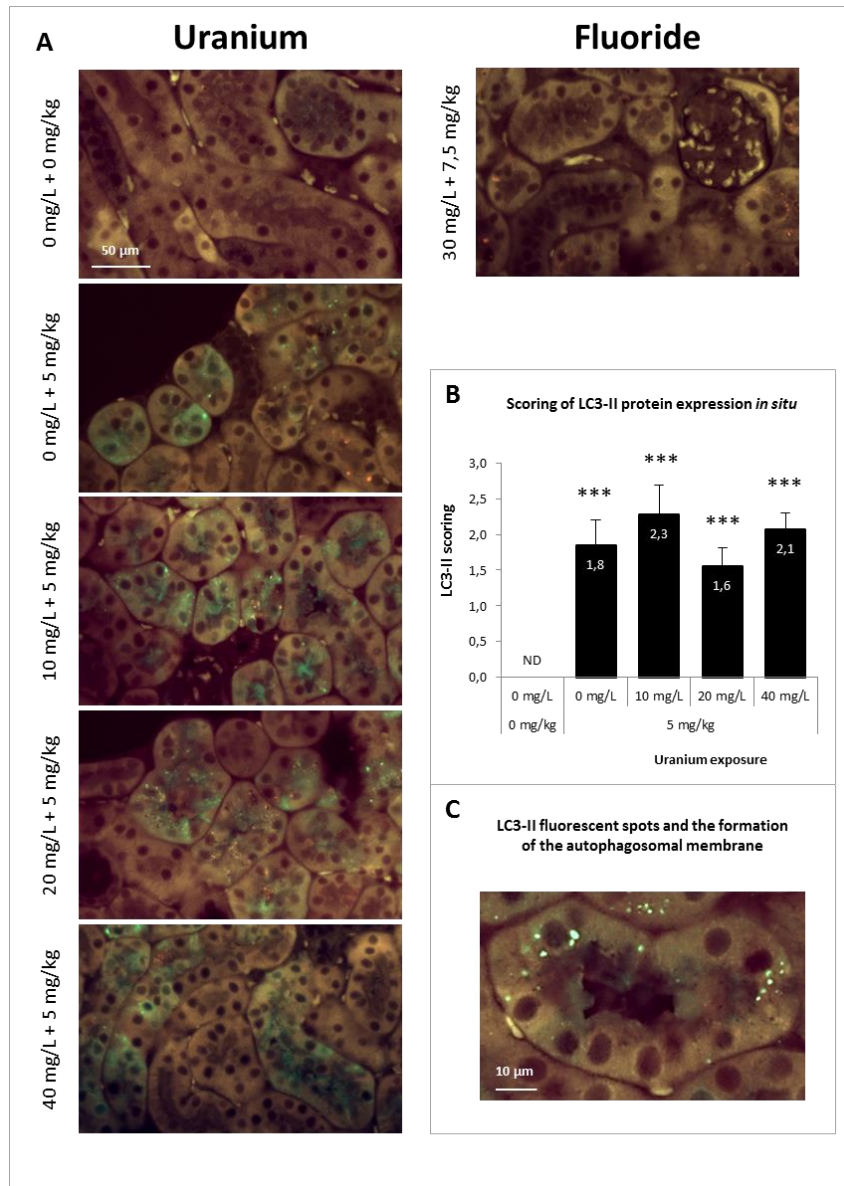 A
Uranium
Fluoride
0 mg/L + 0 mg/kg
50 µm
30 mg/L + 7,5 mg/kg
0 mg/L + 5 mg/kg
10 mg/L + 5 mg/kg
20 mg/L + 5 mg/kg
40 mg/L + 5 mg/kg
B
Scoring of LC3-II protein expression in situ
LC3-II scoring
3,0
2,5
2,0
1,5
1,0
0,5
0,0
ND
***
1,8
***
2,3
***
1,6
***
2,1
0 mg/L 0 mg/L 10 mg/L 20 mg/L 40 mg/L
0 mg/kg 5 mg/kg
Uranium exposure
C
LC3-II fluorescent spots and the formation
of the autophagosomal membrane
10 µm